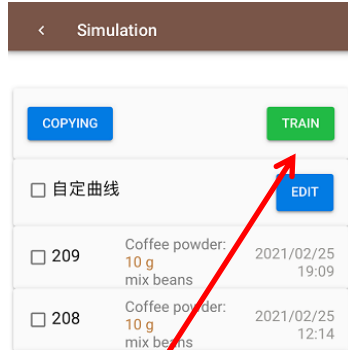 Simulation
COPYING
TRAIN
自定曲线
EDIT
209
Coffee powder:
10 g
mix beans
2021/02/25
19:09
208
Coffee powder:
10 g
mix beans
2021/02/25
12:14